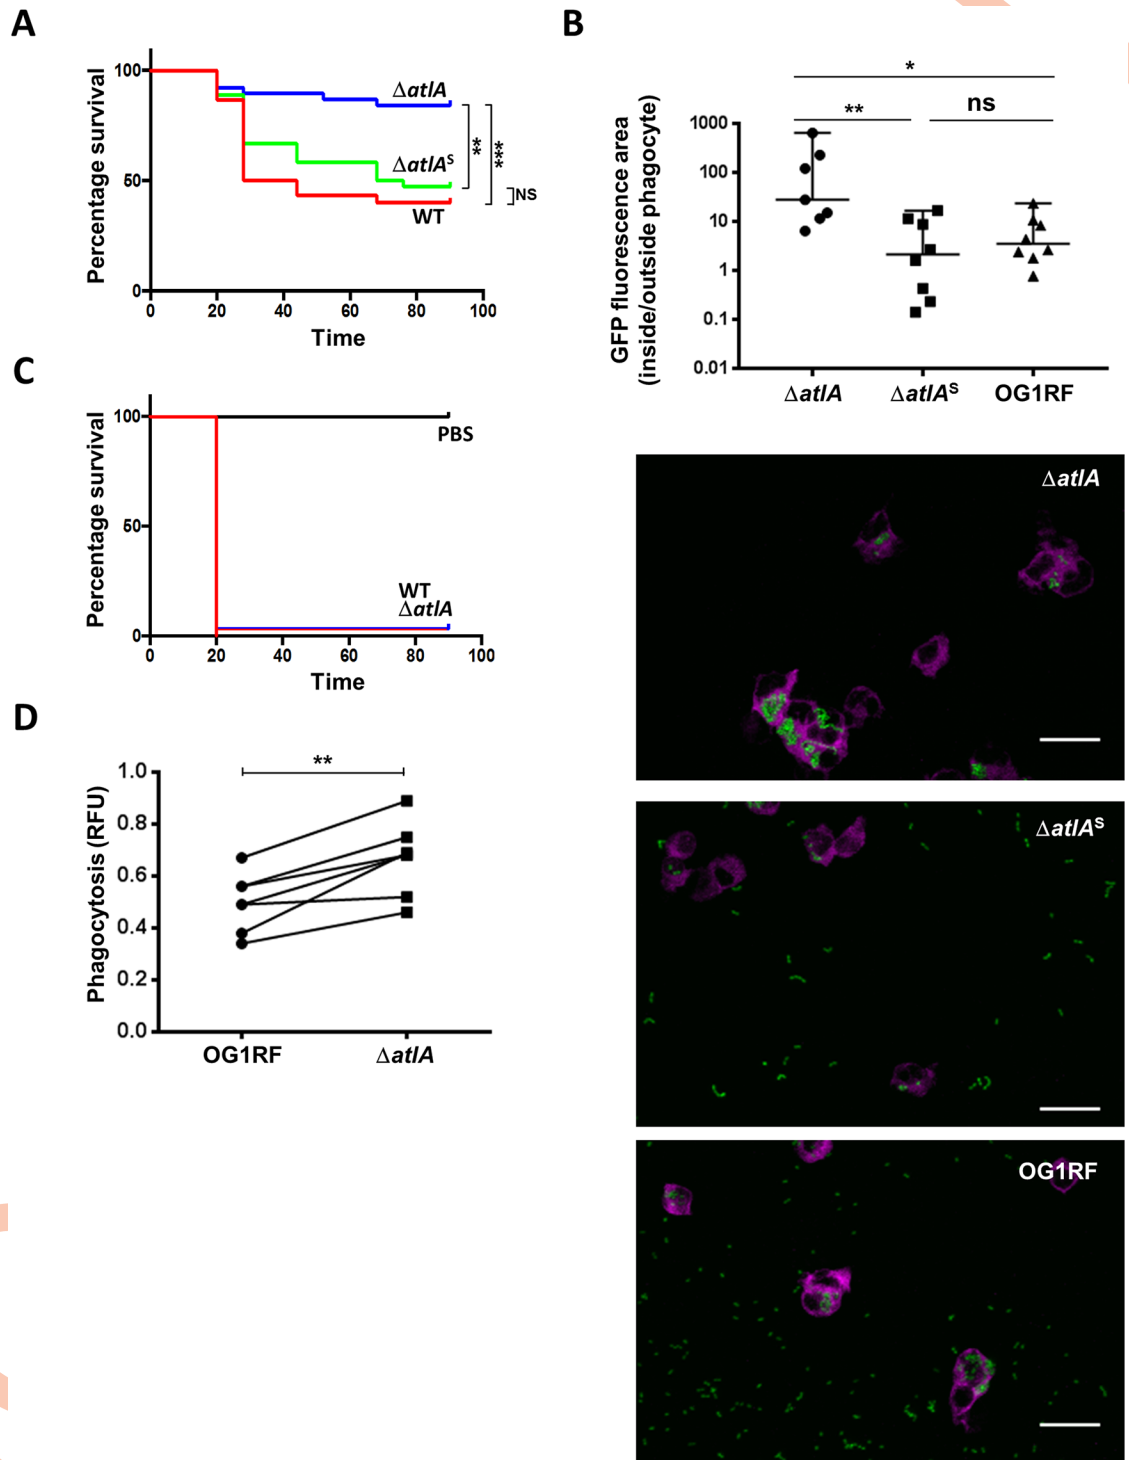 A
Percentage survival
100
50
0
0 20 40 60 80 100
Time
ΔatlA
ΔatlAS
WT
**
***
NS
B
GFP fluorescence area
(inside/outside phagocyte)
*
**
ns
1000
100
10
1
0.1
0.01
ΔatlA ΔatlAS OG1RF
ΔatlA
ΔatlAS
OG1RF
C
Percentage survival
100
50
0
0 20 40 60 80 100
Time
PBS
WT
ΔatlA
D
Phagocytosis (RFU)
**
1.0
0.8
0.6
0.4
0.2
0.0
OG1RF ΔatlA